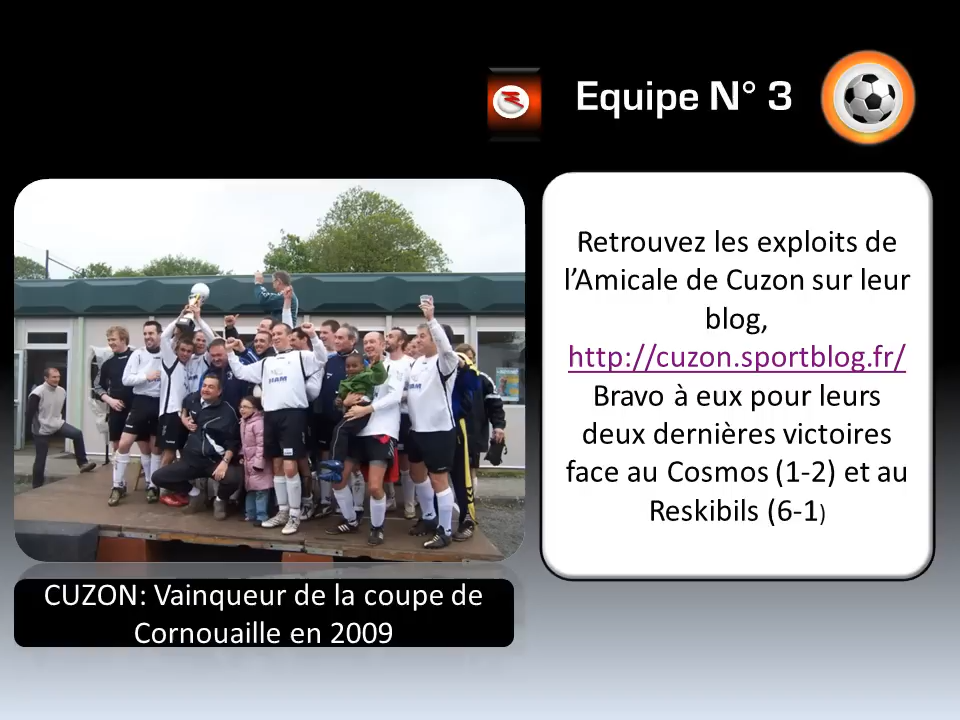 Equipe N° 3
Retrouvez les exploits de
l’Amicale de Cuzon sur leur
blog,
http://cuzon.sportblog.fr/
Bravo à eux pour leurs
deux dernières victoires
face au Cosmos (1-2) et au
Reskibils (6-1)
CUZON: Vainqueur de la coupe de
Cornouaille en 2009